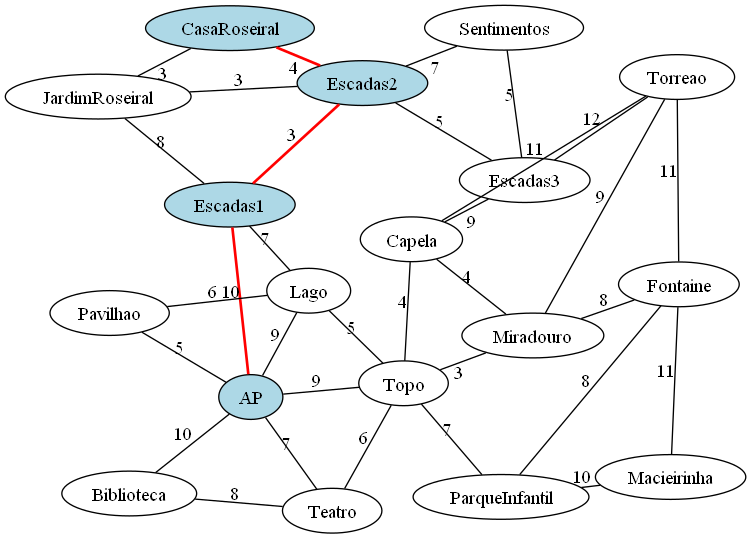 CasaRoseiral
Sentimentos
4
7
Escadas2
Torreao
3
3
JardimRoseiral
5
5
12
3
8
11
Escadas3
11
Escadas1
9
9
7
Capela
4
Fontaine
6
10
Lago
4
8
Pavilhao
5
Miradouro
9
5
3
11
9
Topo
8
AP
10
7
6
7
Biblioteca
8
ParqueInfantil
10
Macieirinha
Teatro